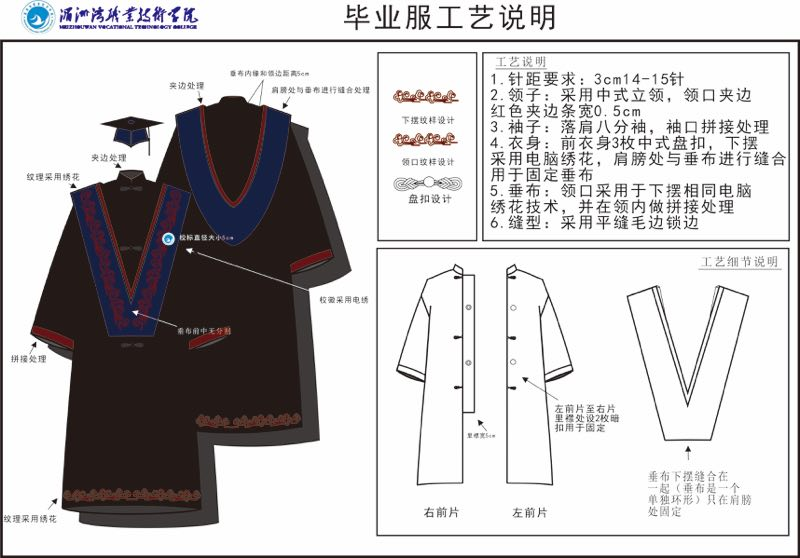 湄洲湾职业技术学院
MEIZHOUWAN VOCATIONAL TECHNOLOGY COLLEGE
毕业服工艺说明
垂布内缘和领边距离5cm
夹边处理
肩膀处与垂布进行缝合处理
夹边处理
纹理采用绣花
校标直径大小5cm
校徽采用电绣
垂布前中无分割
拼接处理
纹理采用绣花
下摆纹样设计
领口纹样设计
盘扣设计
工艺说明
1.针距要求：3cm14-15针
2.领子：采用中式立领，领口夹边
红色夹边条宽0.5cm
3.袖子：落肩八分袖，袖口拼接处理
4.衣身：前衣身3枚中式盘扣，下摆
采用电脑绣花，肩膀处与垂布进行缝合
用于固定垂布
5.垂布：领口采用于下摆相同电脑
绣花技术，并在领内做拼接处理
6.缝型：采用平缝毛边锁边
工艺细节说明
左前片至右片
里襟处设2枚暗
扣用于固定
里襟宽5cm
右前片
左前片
垂布下摆缝合在
一起（垂布是一个
单独环形）只在肩膀
处固定